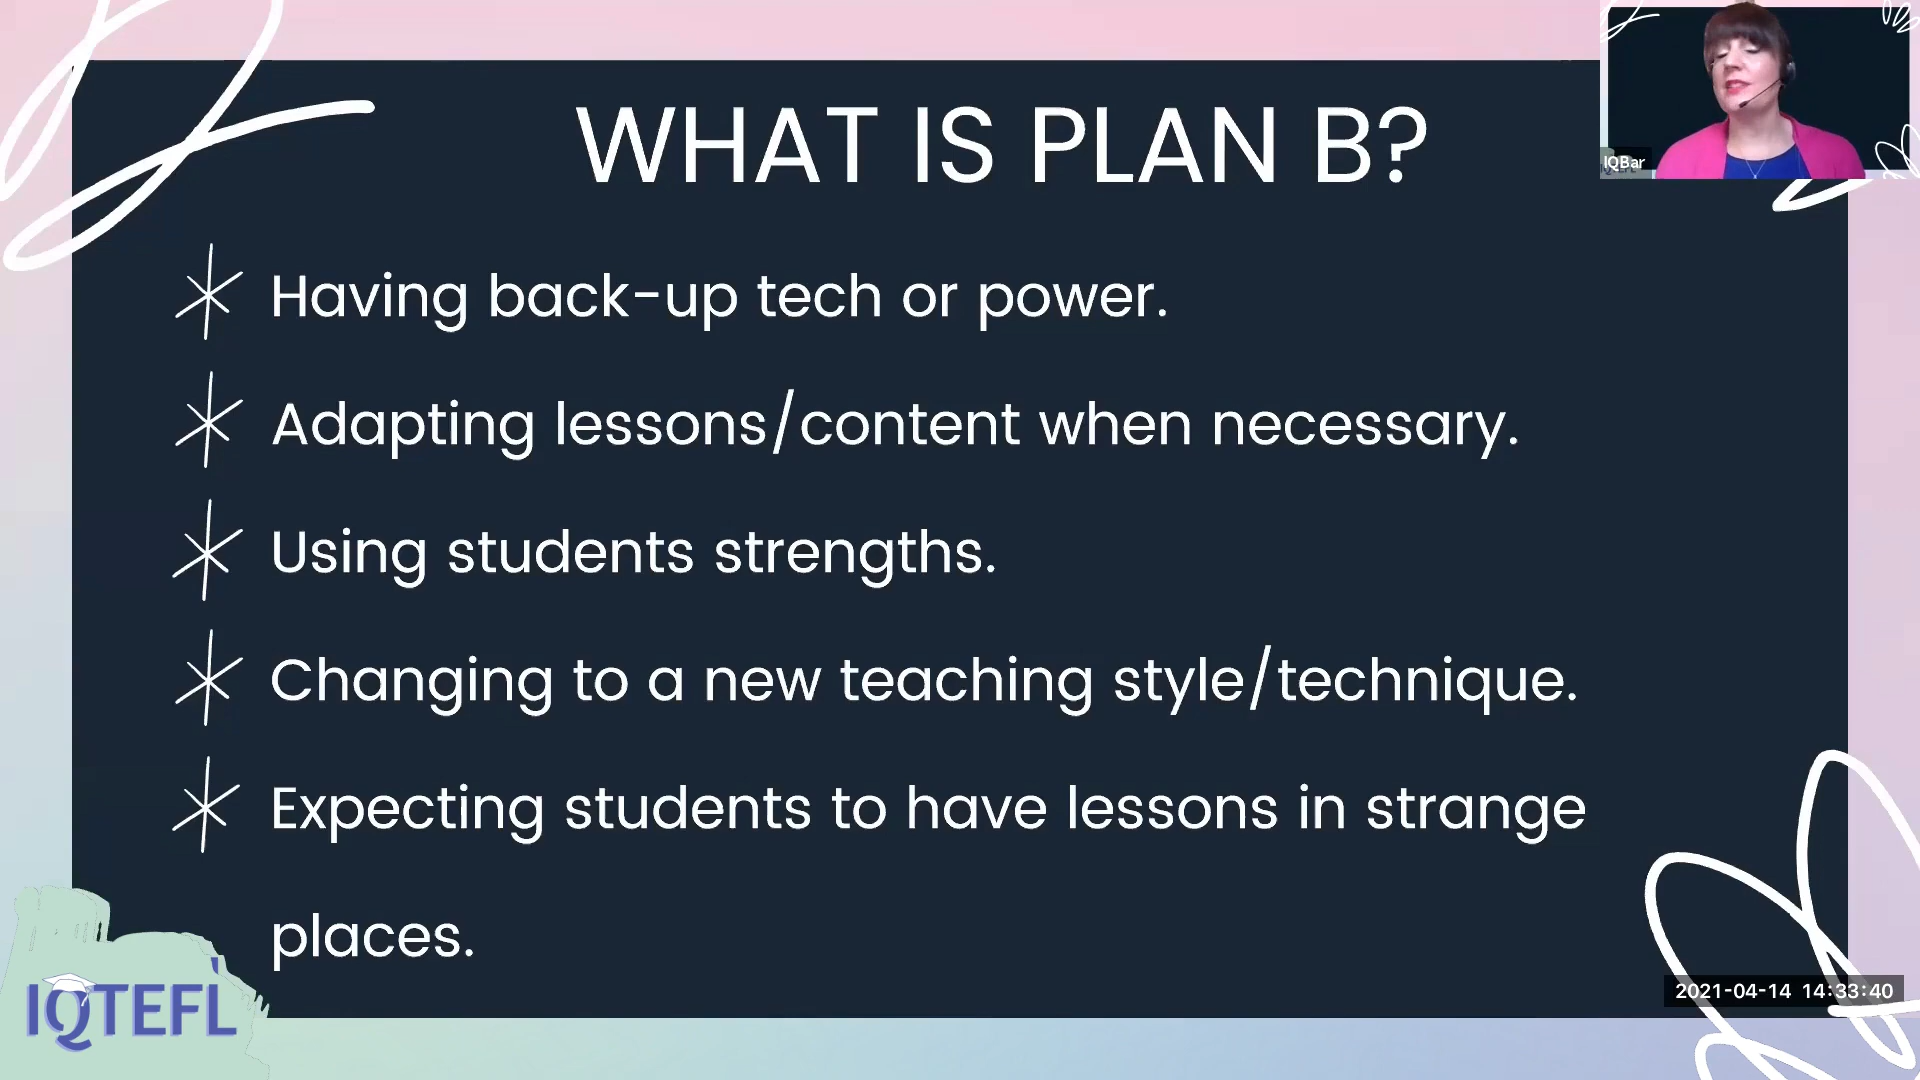 WHAT IS PLAN B?
IQBar
Having back-up tech or power.
Adapting lessons/content when necessary.
Using students strengths.
Changing to a new teaching style/technique.
Expecting students to have lessons in strange
places.
IQTEFL
2021-04-14 14:33:40